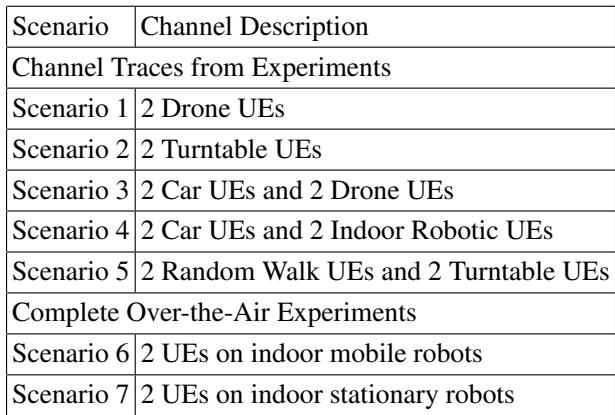 Scenario Channel Description
Channel Traces from Experiments
Scenario 1 2 Drone UEs
Scenario 2 2 Turntable UEs
Scenario 3 2 Car UEs and 2 Drone UEs
Scenario 4 2 Car UEs and 2 Indoor Robotic UEs
Scenario 5 2 Random Walk UEs and 2 Turntable UEs
Complete Over-the-Air Experiments
Scenario 6 2 UEs on indoor mobile robots
Scenario 7 2 UEs on indoor stationary robots